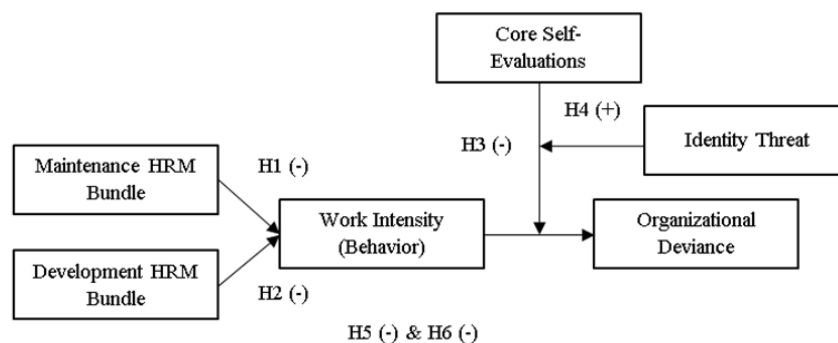 Core Self-
Evaluations
H4 (+)
H3 (-)
Identity Threat
Maintenance HRM
Bundle
H1 (-)
Work Intensity
(Behavior)
Organizational
Deviance
Development HRM
Bundle
H2 (-)
H5 (-) & H6 (-)